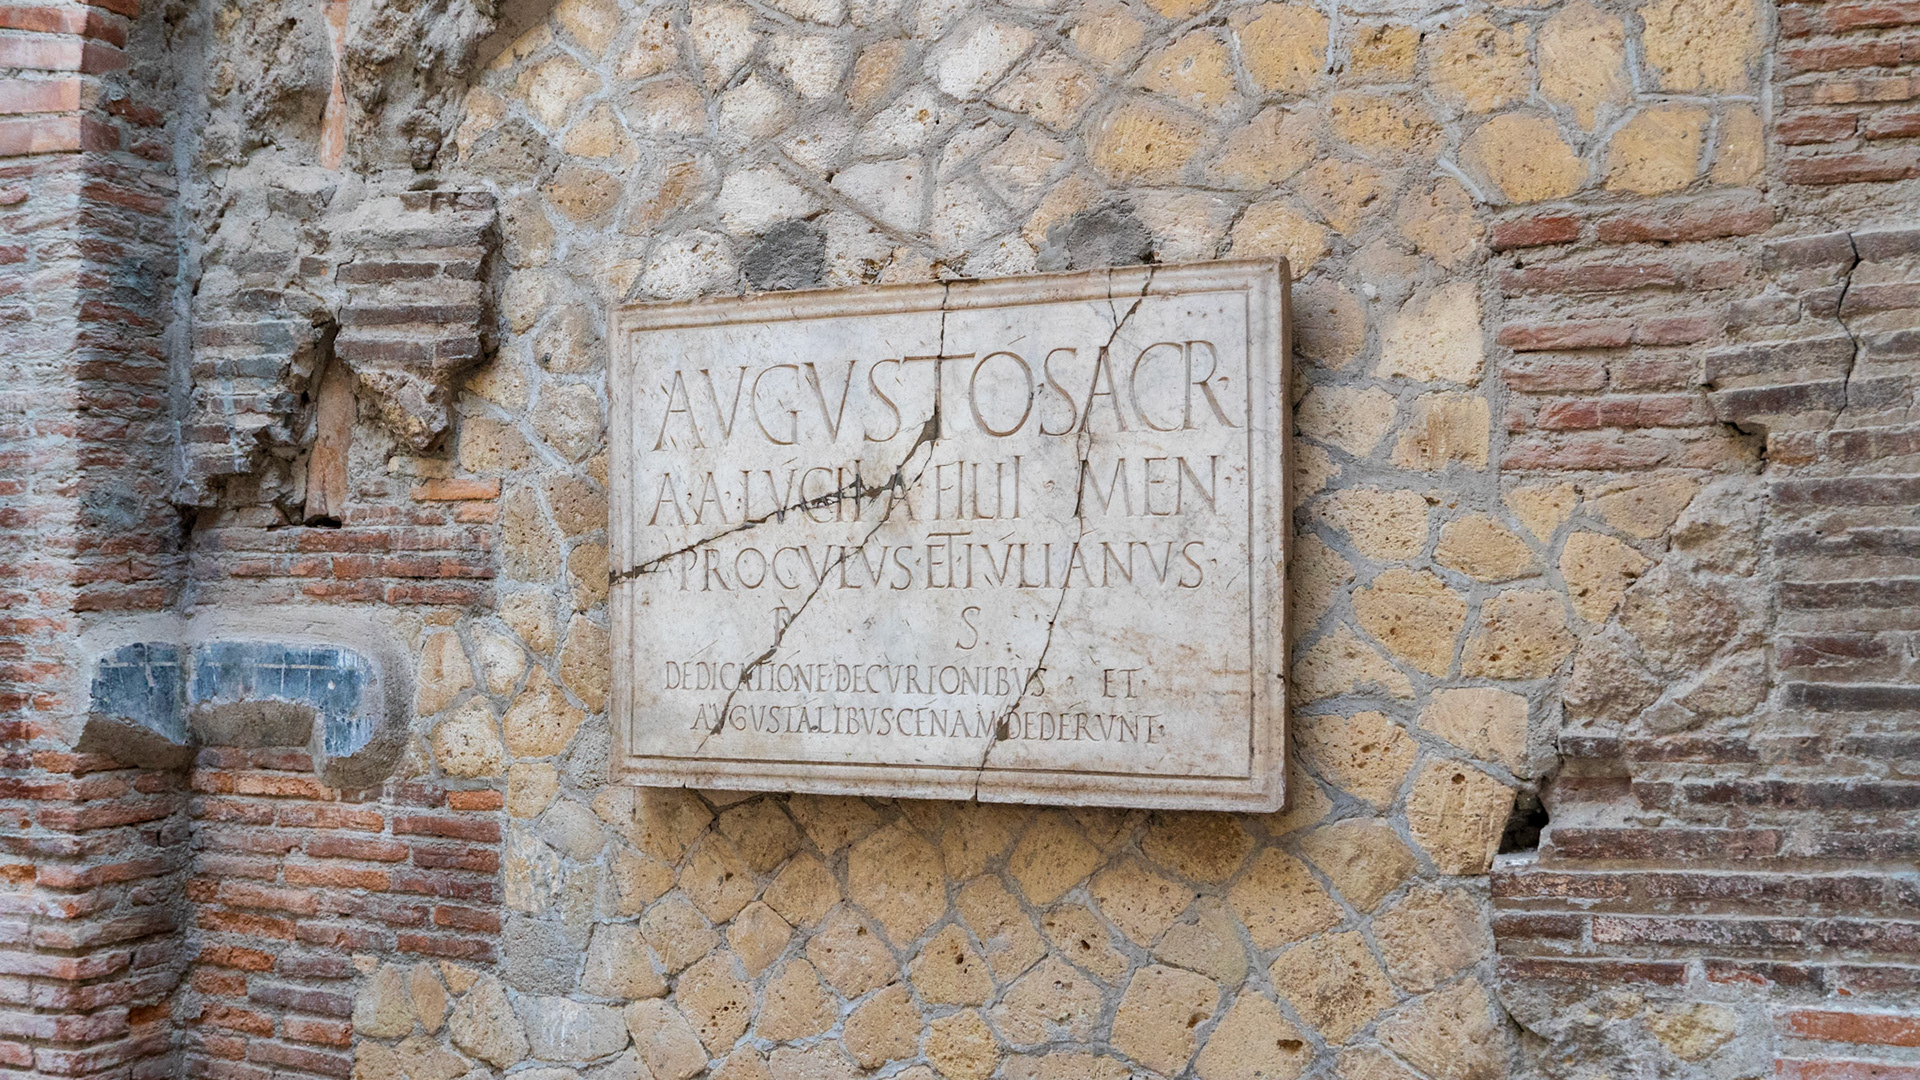 AVGVSTO·SACR·
A·A·LVCII·A·FILII·MEN·
PROCVLVS·ET·IVLIANVS·
P · S ·
DEDICATIONE·DECVRIONIBVS · ET·
AVGVSTALIBVS·CENAM·DEDERVNT·